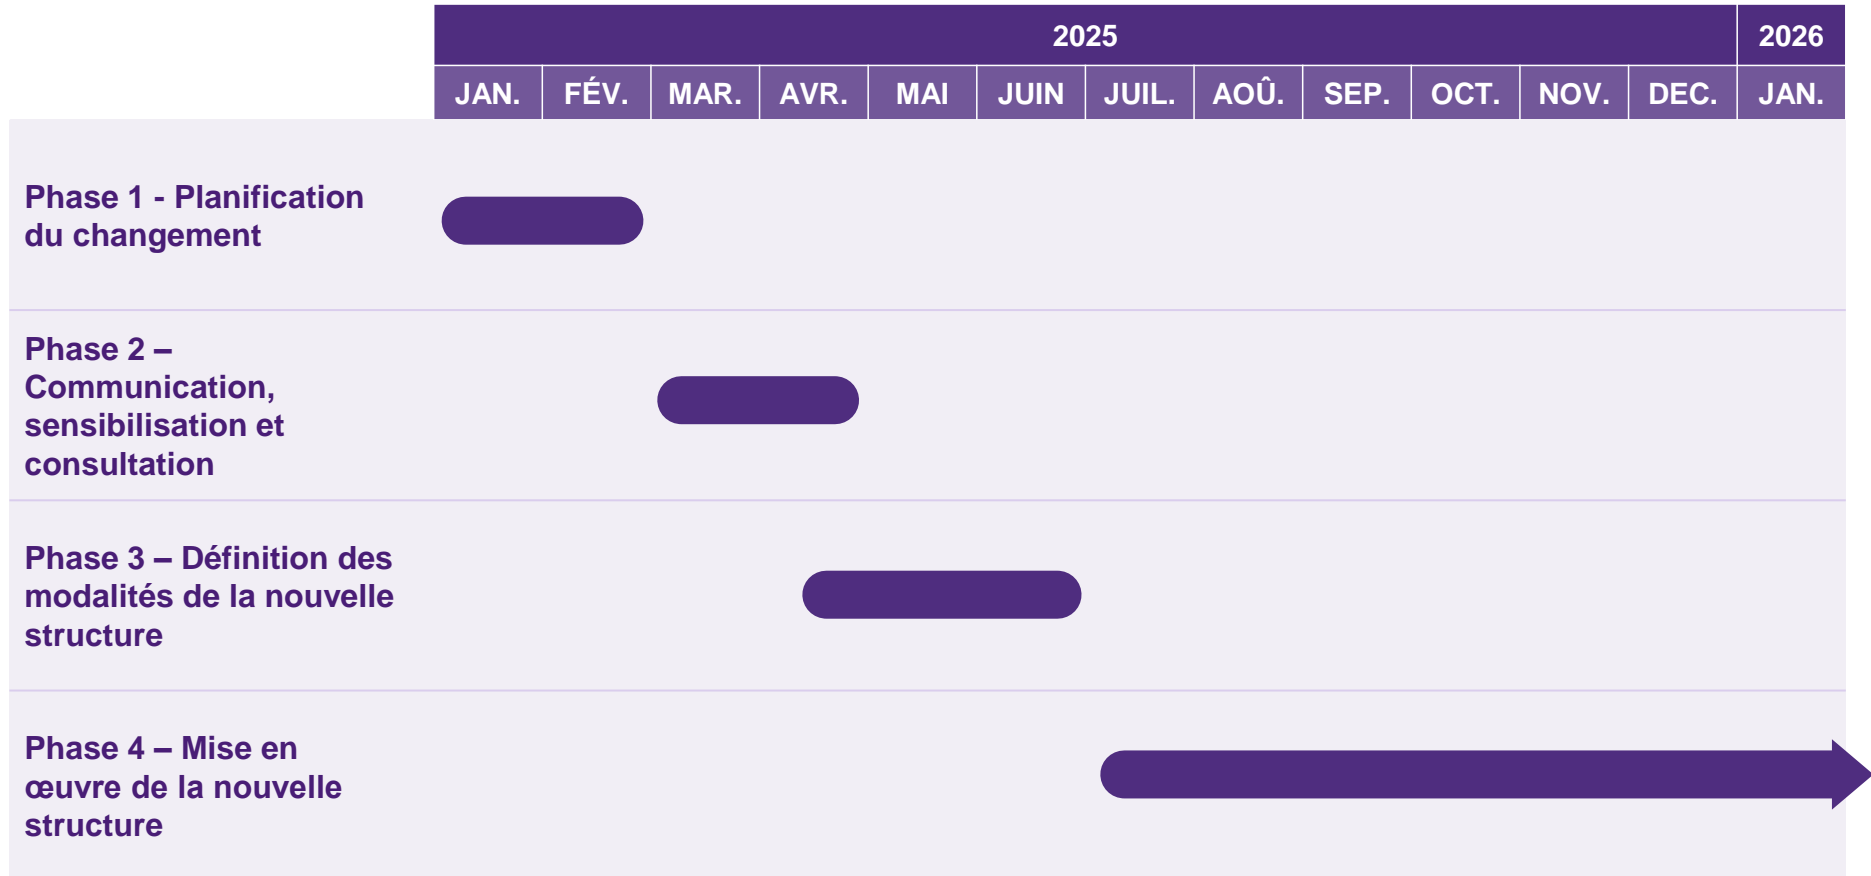 2025 2026
JAN. FÉV. MAR. AVR. MAI JUIN JUIL. AOÛ. SEP. OCT. NOV. DEC. JAN.
Phase 1 - Planification
du changement
Phase 2 –
Communication,
sensibilisation et
consultation
Phase 3 – Définition des
modalités de la nouvelle
structure
Phase 4 – Mise en
œuvre de la nouvelle
structure